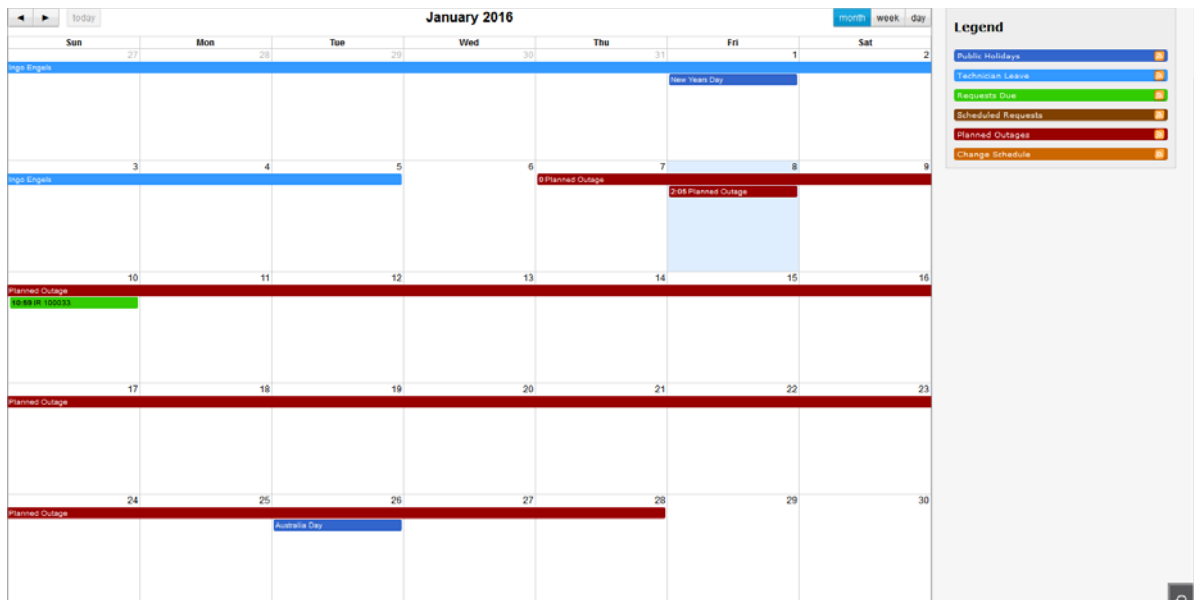 today
January 2016
month week day
Sun Mon Tue Wed Thu Fri Sat
27 28 29 30 31 1 2
Ingo Engels
New Years Day
3 4 5 6 7 8 9
Ingo Engels
0 Planned Outage
2:05 Planned Outage
10 11 12 13 14 15 16
Planned Outage
10:59 IR 100033
17 18 19 20 21 22 23
Planned Outage
24 25 26 27 28 29 30
Planned Outage
Australia Day
Legend
Public Holidays
Technician Leave
Requests Due
Scheduled Requests
Planned Outages
Change Schedule